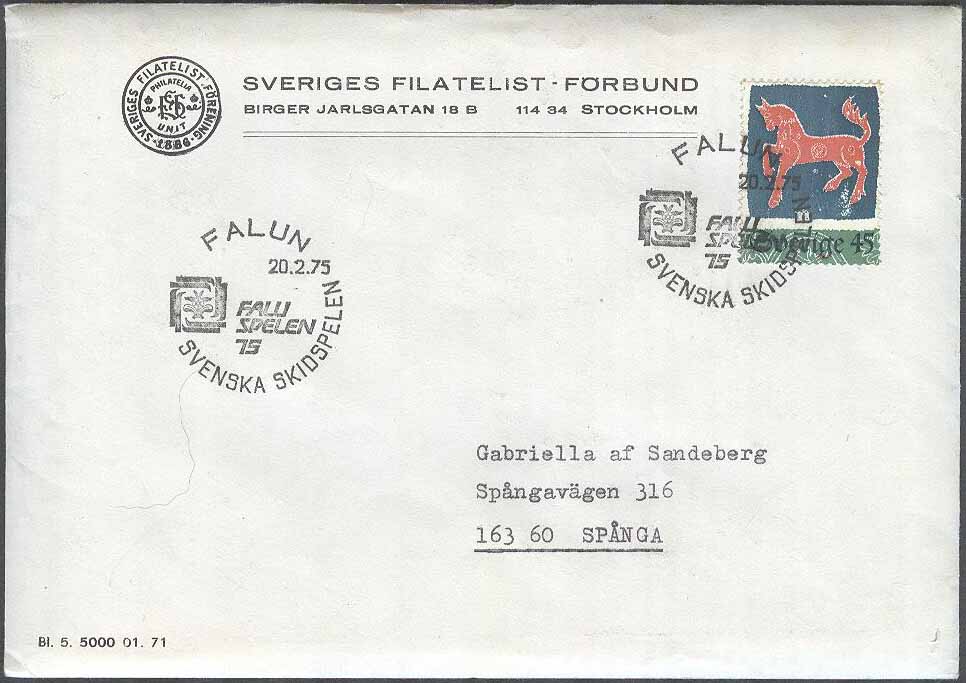 SVERIGES FILATELIST-FÖRENING
PHILATELIA
UNIT
1886
SVERIGES FILATELIST-FÖRBUND
BIRGER JARLSGATAN 18 B 114 34 STOCKHOLM
FALUN
20.2.75
FALU
SPELEN
75
SVENSKA SKIDSPELEN
Sverige 45
FALUN
20.2.75
FALU
SPELEN
75
SVENSKA SKIDSPELEN
Gabriella af Sandeberg
Spångavägen 316
163 60 SPÅNGA
Bl. 5. 5000 01. 71